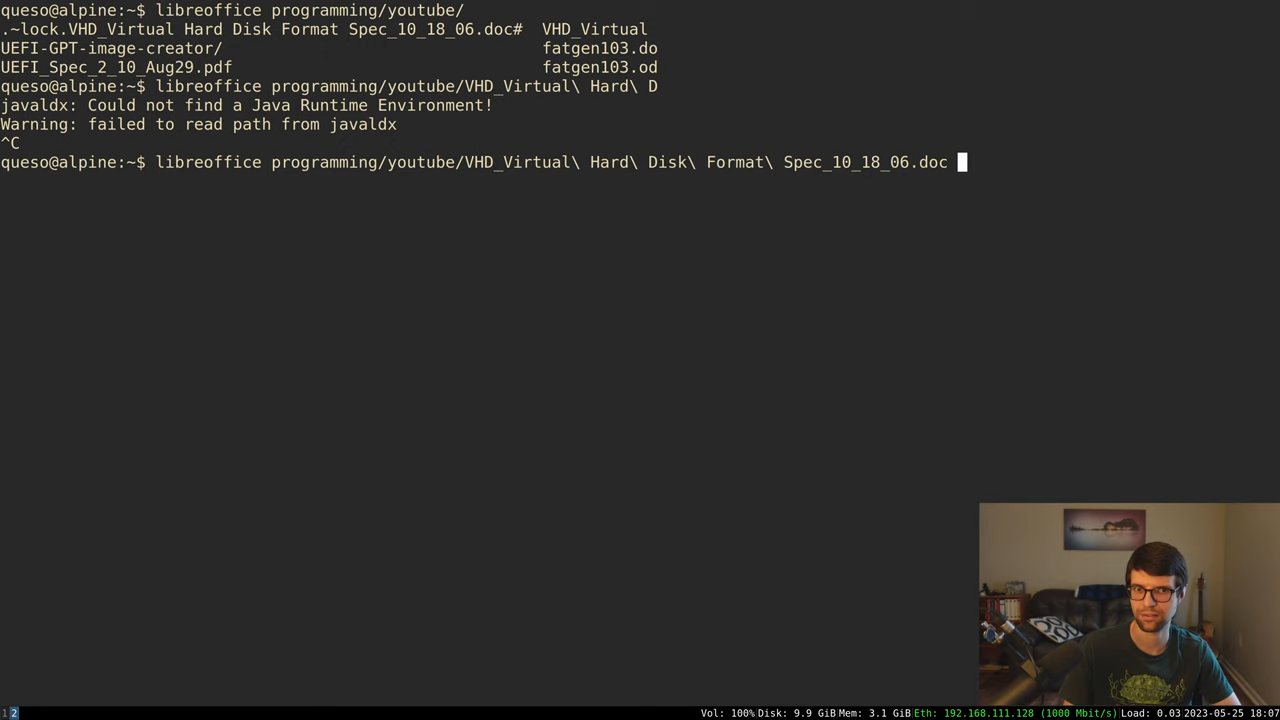 queso@alpine:~$ libreoffice programming/youtube/
.~lock.VHD_Virtual Hard Disk Format Spec_10_18_06.doc#  VHD_Virtual
UEFI-GPT-image-creator/                                 fatgen103.do
UEFI_Spec_2_10_Aug29.pdf                                fatgen103.od
queso@alpine:~$ libreoffice programming/youtube/VHD_Virtual\ Hard\ D
javaldx: Could not find a Java Runtime Environment!
Warning: failed to read path from javaldx
^C
queso@alpine:~$ libreoffice programming/youtube/VHD_Virtual\ Hard\ Disk\ Format\ Spec_10_18_06.doc
1 2 Vol: 100% Disk: 9.9 GiB Mem: 3.1 GiB Eth: 192.168.111.128 (1000 Mbit/s) Load: 0.03 2023-05-25 18:07